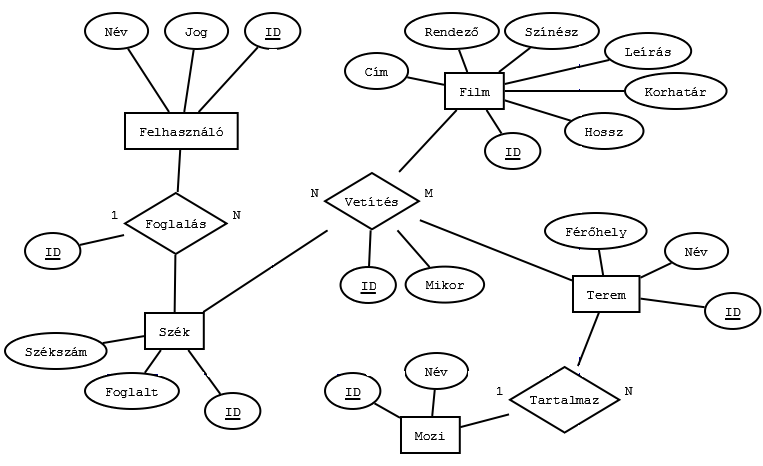 Név
Jog
ID
Rendező
Színész
Leírás
Cím
Film
Korhatár
Felhasználó
Hossz
ID
N
Vetítés
M
1
Foglalás
N
ID
Férőhely
Név
ID
Mikor
Terem
ID
Szék
Székszám
Foglalt
ID
Név
ID
1
Tartalmaz
N
Mozi